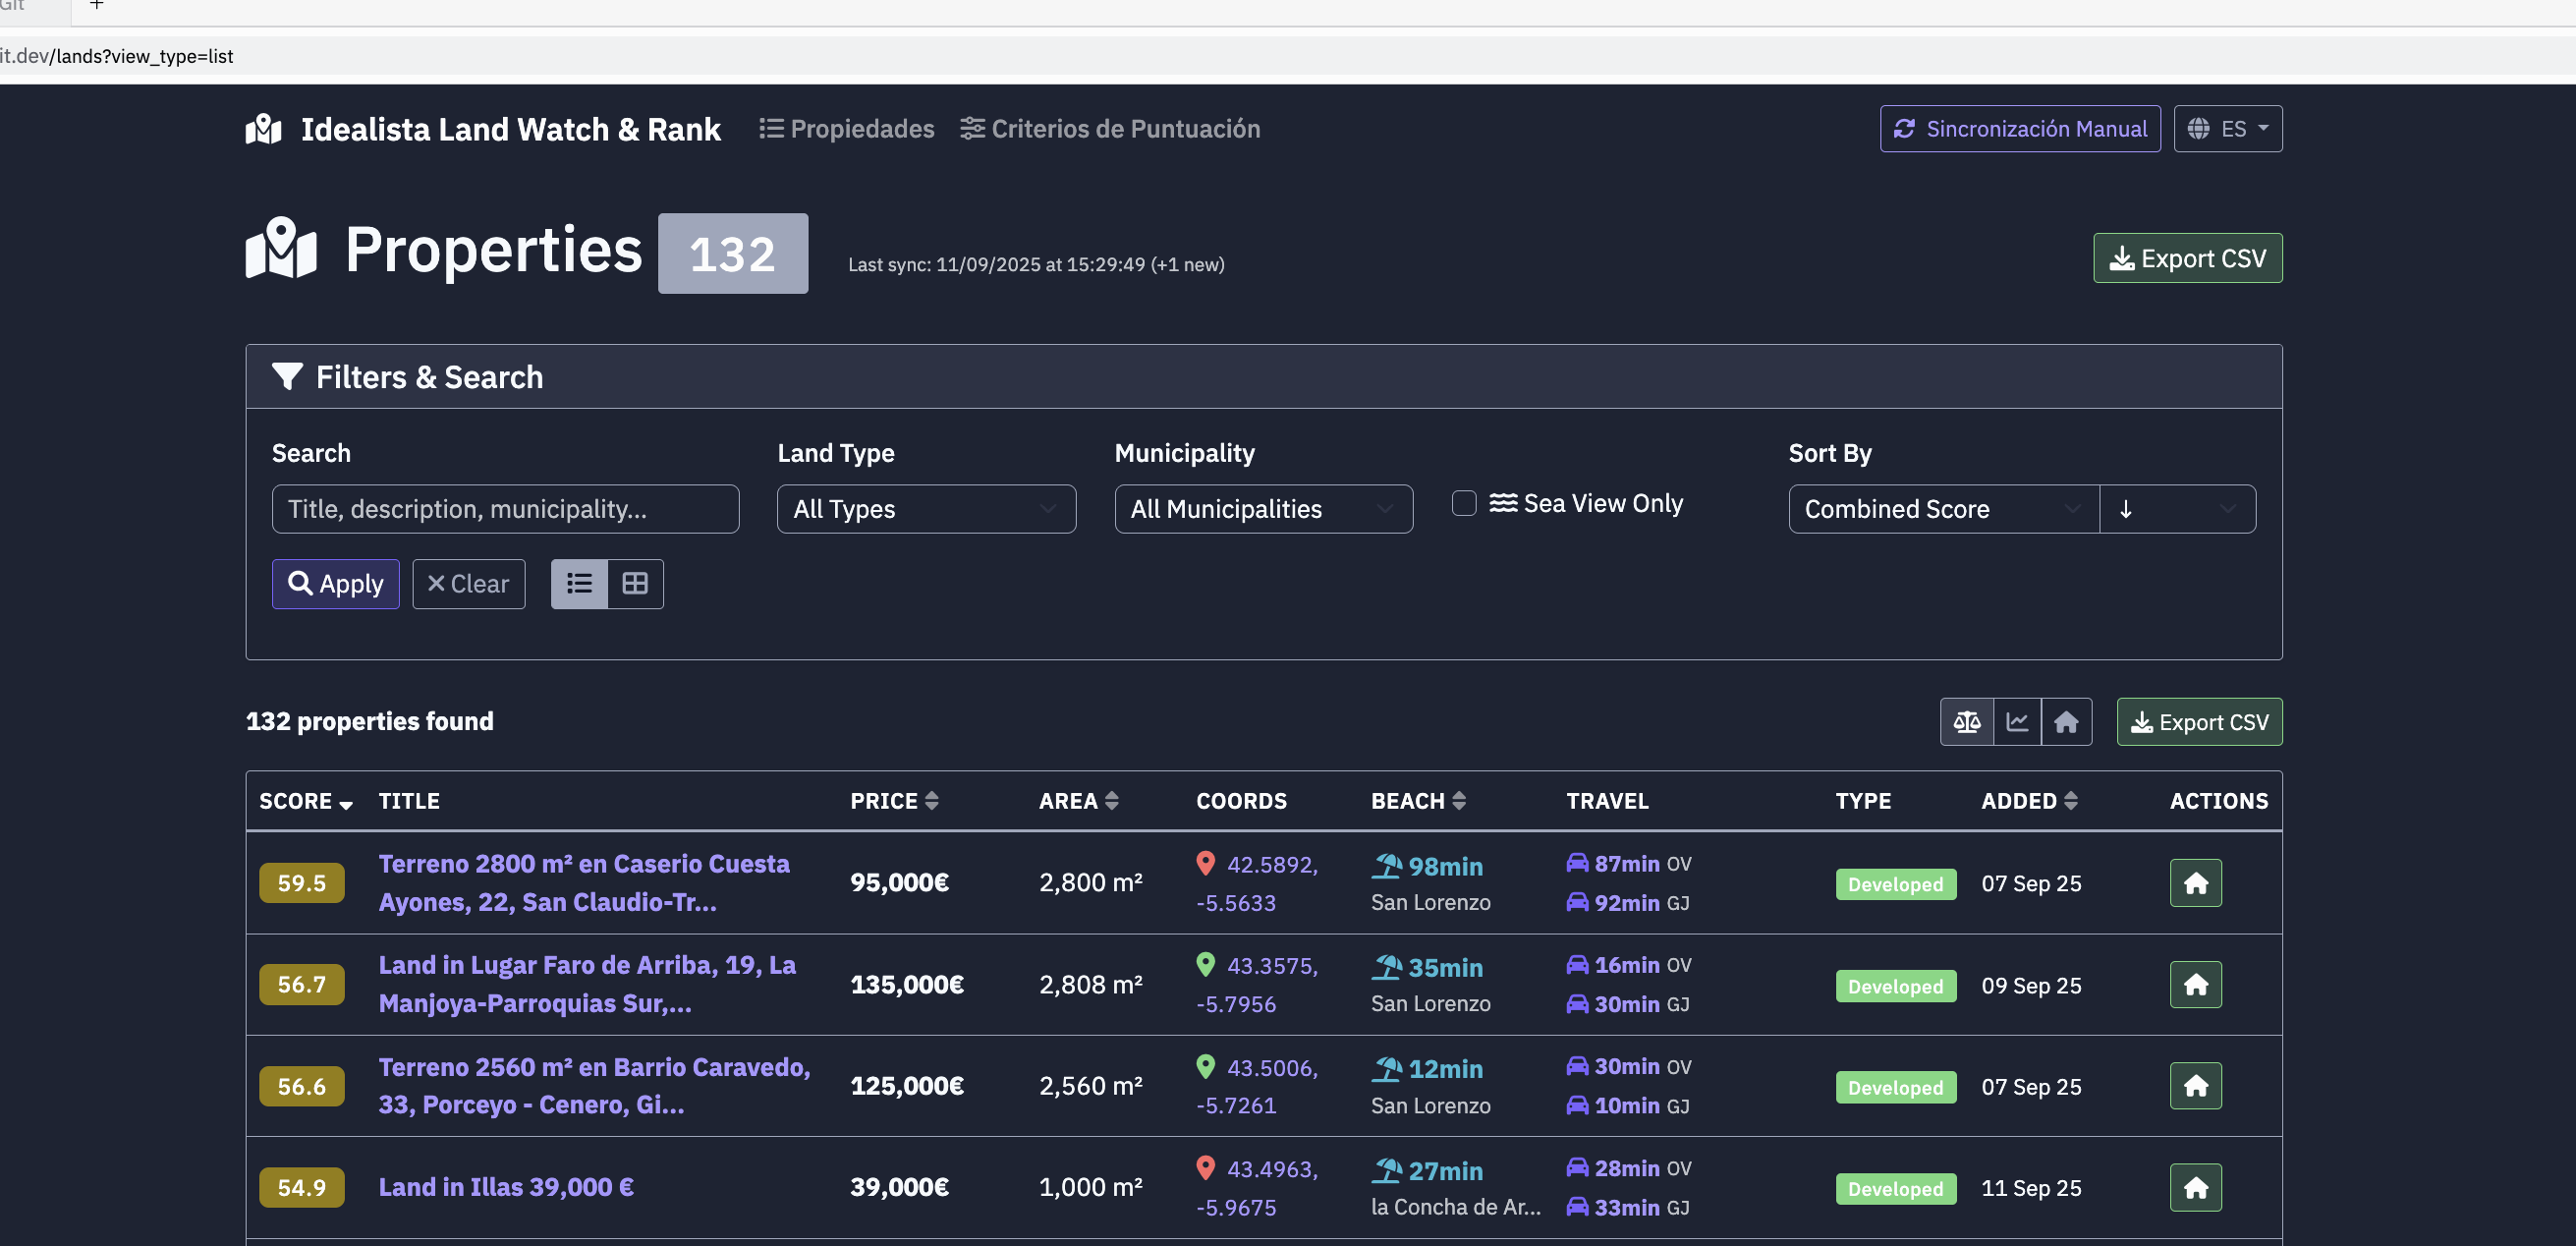 Git +
it.dev/lands?view_type=list
Idealista Land Watch & Rank Propiedades Criterios de Puntuación Sincronización Manual ES
Properties 132 Last sync: 11/09/2025 at 15:29:49 (+1 new) Export CSV
Filters & Search
Search Land Type Municipality Sort By
Title, description, municipality... All Types All Municipalities Sea View Only Combined Score ↓
Apply Clear
132 properties found Export CSV
SCORE TITLE PRICE AREA COORDS BEACH TRAVEL TYPE ADDED ACTIONS
59.5 Terreno 2800 m² en Caserio Cuesta 95,000€ 2,800 m² 42.5892, 98min 87min OV Developed 07 Sep 25
Ayones, 22, San Claudio-Tr... -5.5633 San Lorenzo 92min GJ
56.7 Land in Lugar Faro de Arriba, 19, La 135,000€ 2,808 m² 43.3575, 35min 16min OV Developed 09 Sep 25
Manjoya-Parroquias Sur,... -5.7956 San Lorenzo 30min GJ
56.6 Terreno 2560 m² en Barrio Caravedo, 125,000€ 2,560 m² 43.5006, 12min 30min OV Developed 07 Sep 25
33, Porceyo - Cenero, Gi... -5.7261 San Lorenzo 10min GJ
54.9 Land in Illas 39,000 € 39,000€ 1,000 m² 43.4963, 27min 28min OV Developed 11 Sep 25
-5.9675 la Concha de Ar... 33min GJ